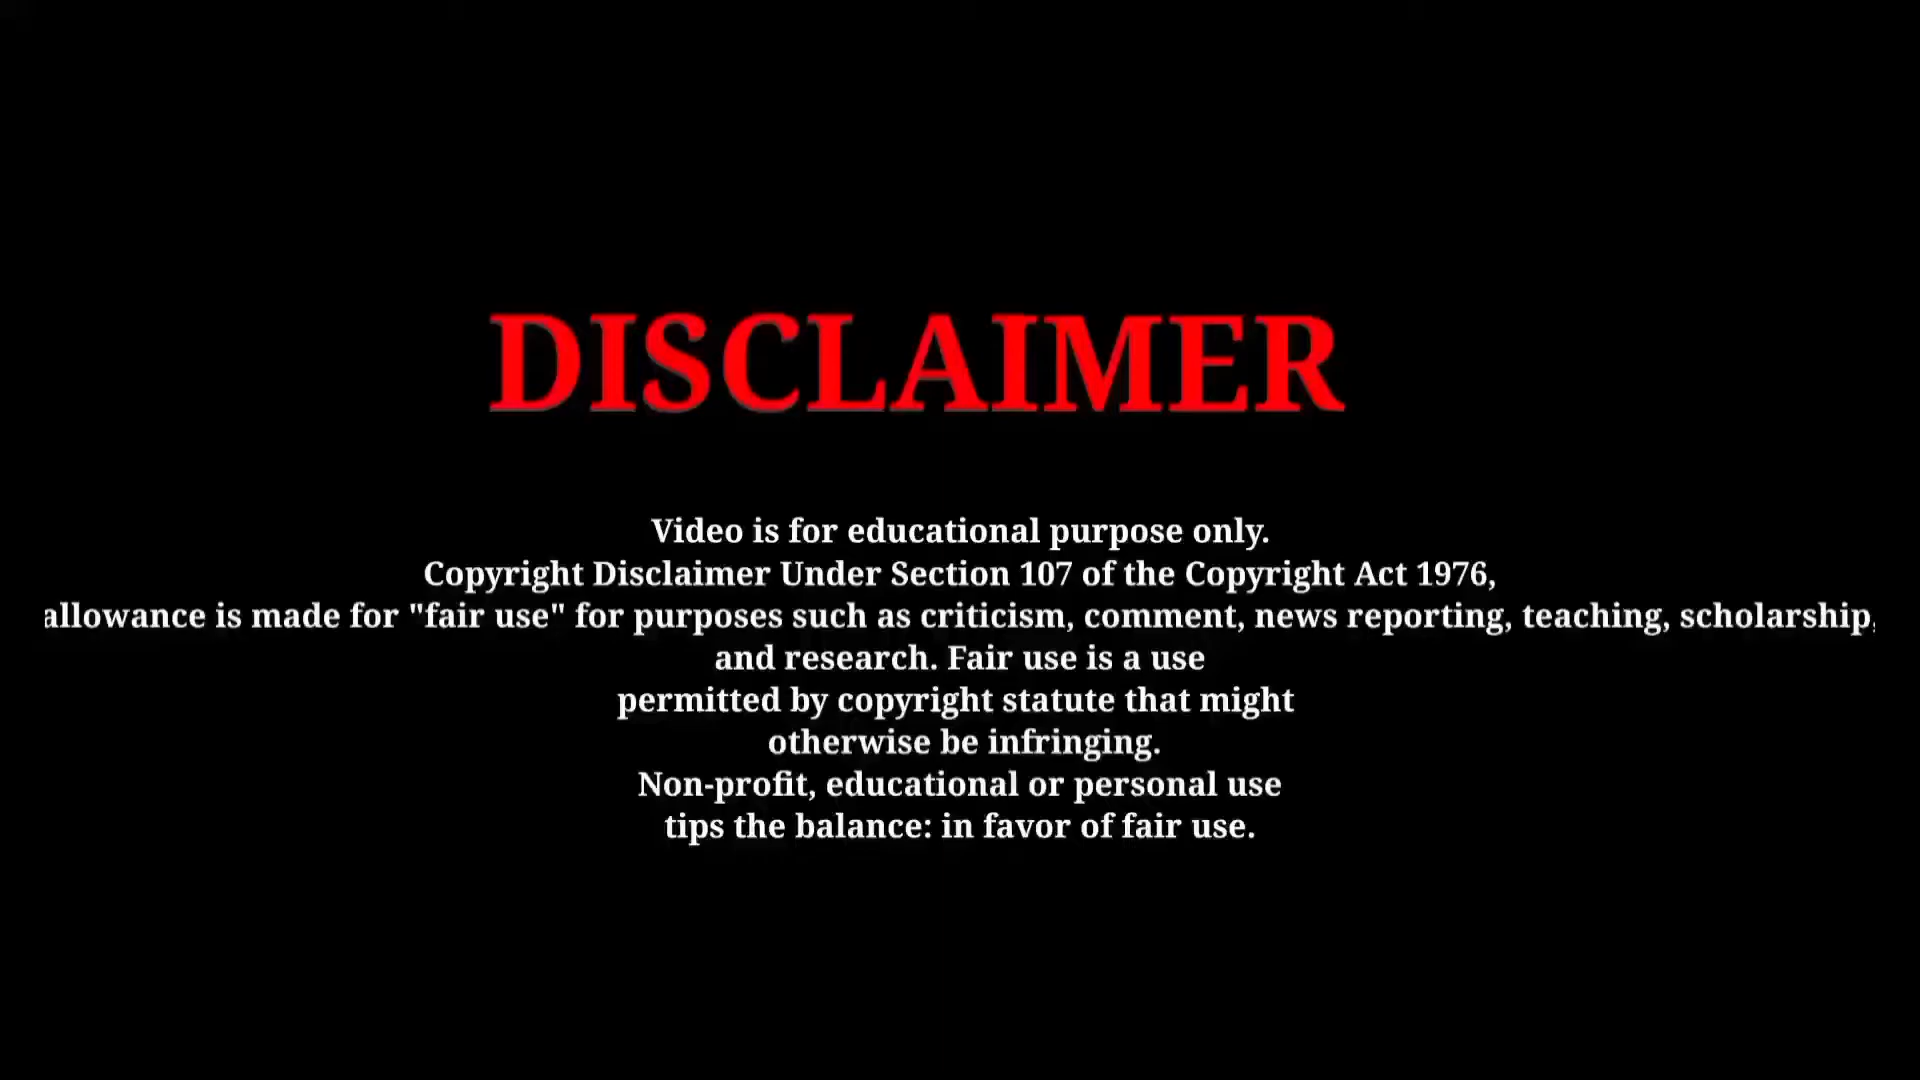 DISCLAIMER
Video is for educational purpose only.
Copyright Disclaimer Under Section 107 of the Copyright Act 1976,
allowance is made for "fair use" for purposes such as criticism, comment, news reporting, teaching, scholarship,
and research. Fair use is a use
permitted by copyright statute that might
otherwise be infringing.
Non-profit, educational or personal use
tips the balance: in favor of fair use.